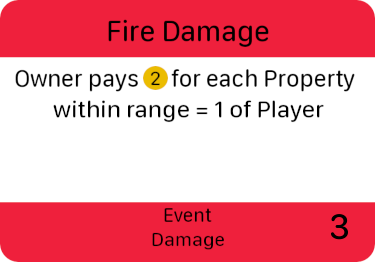 Fire Damage
Owner pays 2 for each Property
within range = 1 of Player
Event
Damage
3